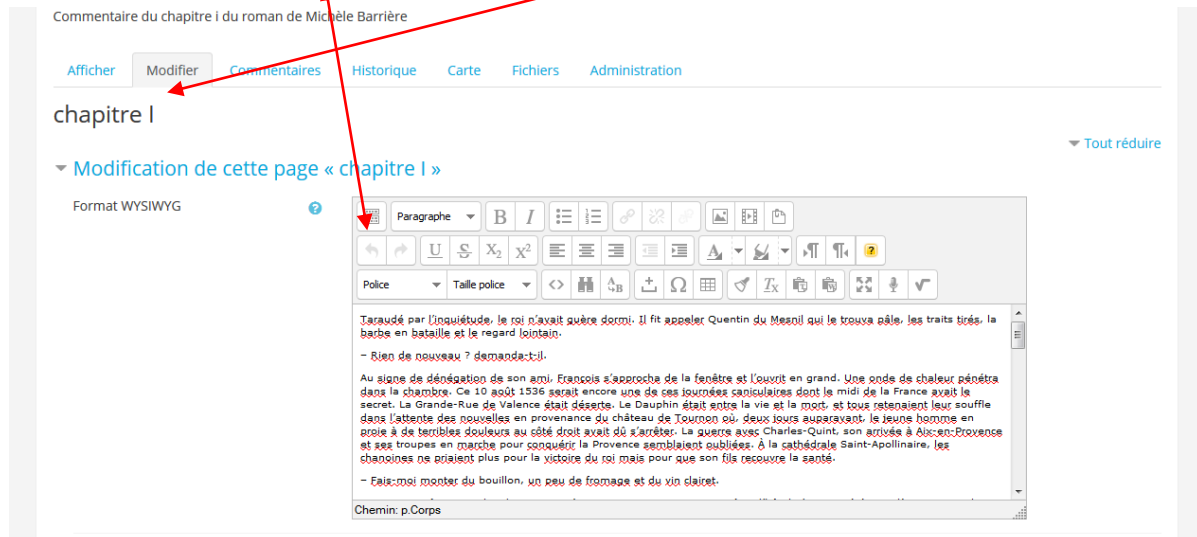 Commentaire du chapitre i du roman de Michèle Barrière
Afficher Modifier Commentaires Historique Carte Fichiers Administration
chapitre I
Tout réduire
Modification de cette page « chapitre I »
Format WYSIWYG
Paragraphe B I
U S X2 X2 A
Police Taille police Ω Tx
Taraudé par l'inquiétude, le roi n'avait guère dormi. Il fit appeler Quentin du Mesnil qui le trouva pâle, les traits tirés, la
barbe en bataille et le regard lointain.
– Rien de nouveau ? demanda-t-il.
Au signe de dénégation de son ami, François s'approcha de la fenêtre et l'ouvrit en grand. Une onde de chaleur pénétra
dans la chambre. Ce 10 août 1536 serait encore une de ces journées caniculaires dont le midi de la France avait le
secret. La Grande-Rue de Valence était déserte. Le Dauphin était entre la vie et la mort, et tous retenaient leur souffle
dans l'attente des nouvelles en provenance du château de Tournon où, deux jours auparavant, le jeune homme en
proie à de terribles douleurs au côté droit avait dû s'arrêter. La guerre avec Charles-Quint, son arrivée à Aix-en-Provence
et ses troupes en marche pour conquérir la Provence semblaient oubliées. À la cathédrale Saint-Apollinaire, les
chanoines ne priaient plus pour la victoire du roi mais pour que son fils recouvre la santé.
– Fais-moi monter du bouillon, un peu de fromage et du vin clairet.
Chemin: p.Corps